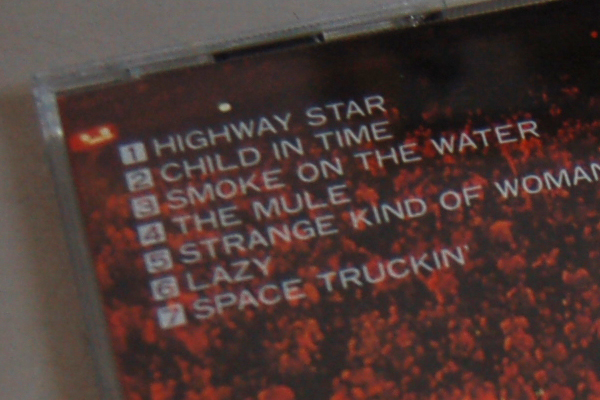 1 HIGHWAY STAR
2 CHILD IN TIME
3 SMOKE ON THE WATER
4 THE MULE
5 STRANGE KIND OF WOMAN
6 LAZY
7 SPACE TRUCKIN'